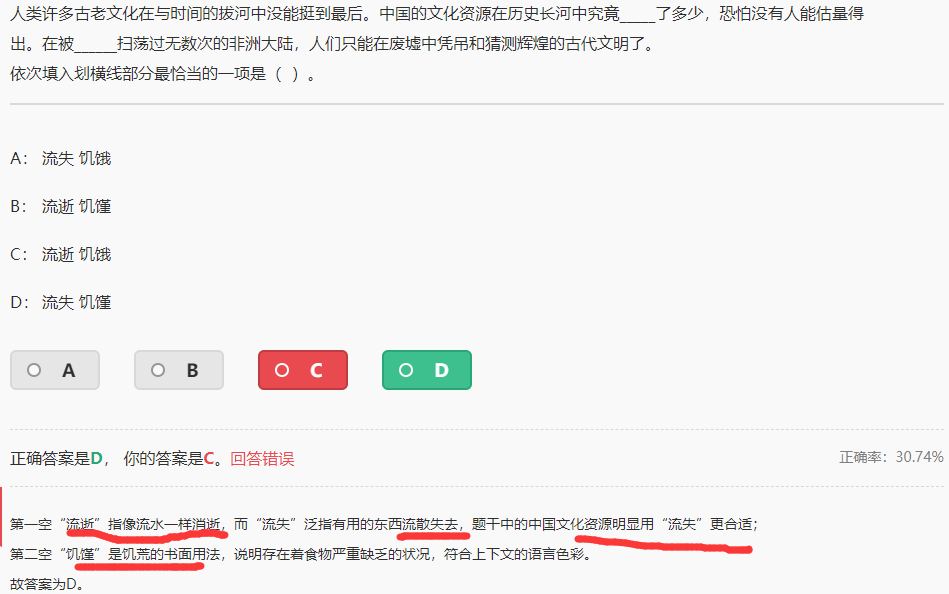 人类许多古老文化在与时间的拔河中没能挺到最后。中国的文化资源在历史长河中究竟_____了多少，恐怕没有人能估量得
出。在被______扫荡过无数次的非洲大陆，人们只能在废墟中凭吊和猜测辉煌的古代文明了。
依次填入划横线部分最恰当的一项是（ ）。
A： 流失 饥饿
B： 流逝 饥馑
C： 流逝 饥饿
D： 流失 饥馑
A B C D
正确答案是D， 你的答案是C。回答错误 正确率：30.74%
第一空“流逝”指像流水一样消逝，而“流失”泛指有用的东西流散失去，题干中的中国文化资源明显用“流失”更合适；
第二空“饥馑”是饥荒的书面用法，说明存在着食物严重缺乏的状况，符合上下文的语言色彩。
故答案为D。